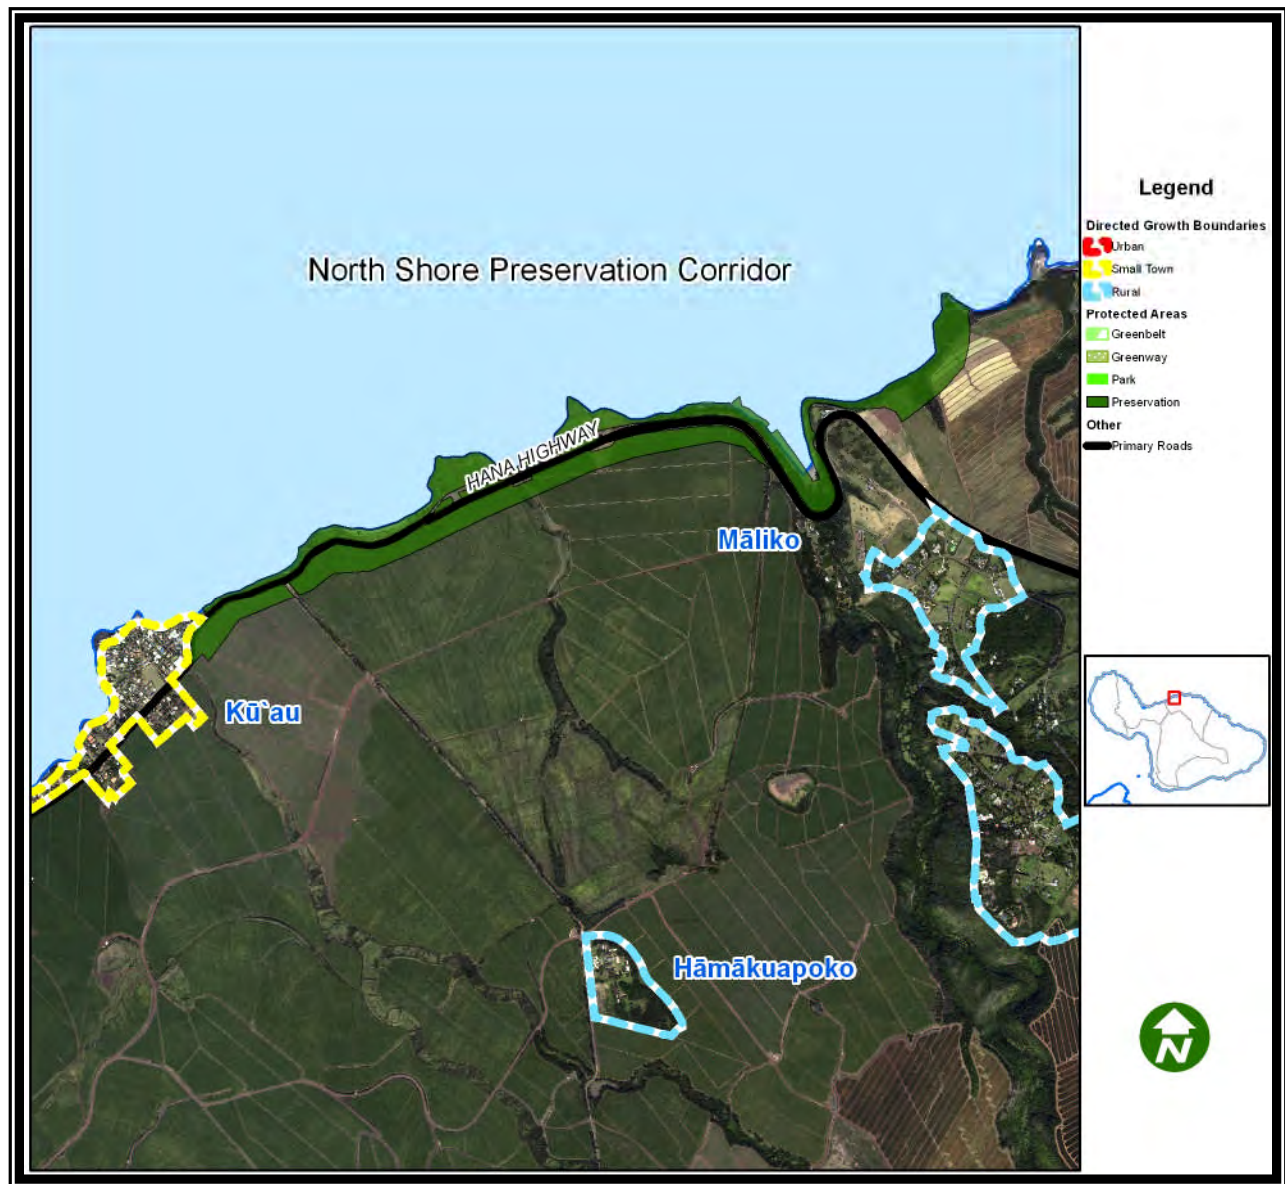 North Shore Preservation Corridor
HANA HIGHWAY
Māliko
Kū`au
Hāmākuapoko
Legend
Directed Growth Boundaries
Urban
Small Town
Rural
Protected Areas
Greenbelt
Greenway
Park
Preservation
Other
Primary Roads
N